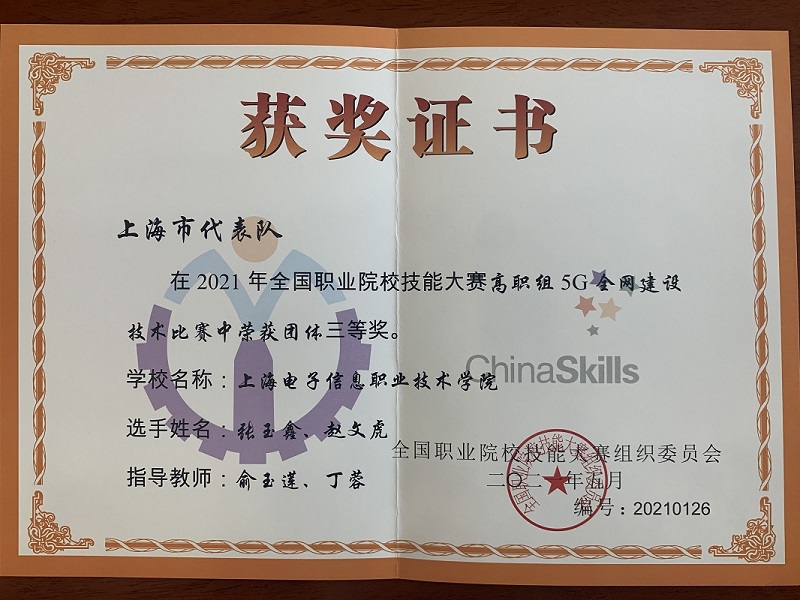 获奖证书
上海市代表队
在2021年全国职业院校技能大赛高职组5G全网建设
技术比赛中荣获团体三等奖。
ChinaSkills
学校名称：上海电子信息职业技术学院
选手姓名：张玉鑫、赵文虎
指导教师：俞玉莲、丁蓉
全国职业院校技能大赛组织委员会
二〇二一年五月
编号：20210126